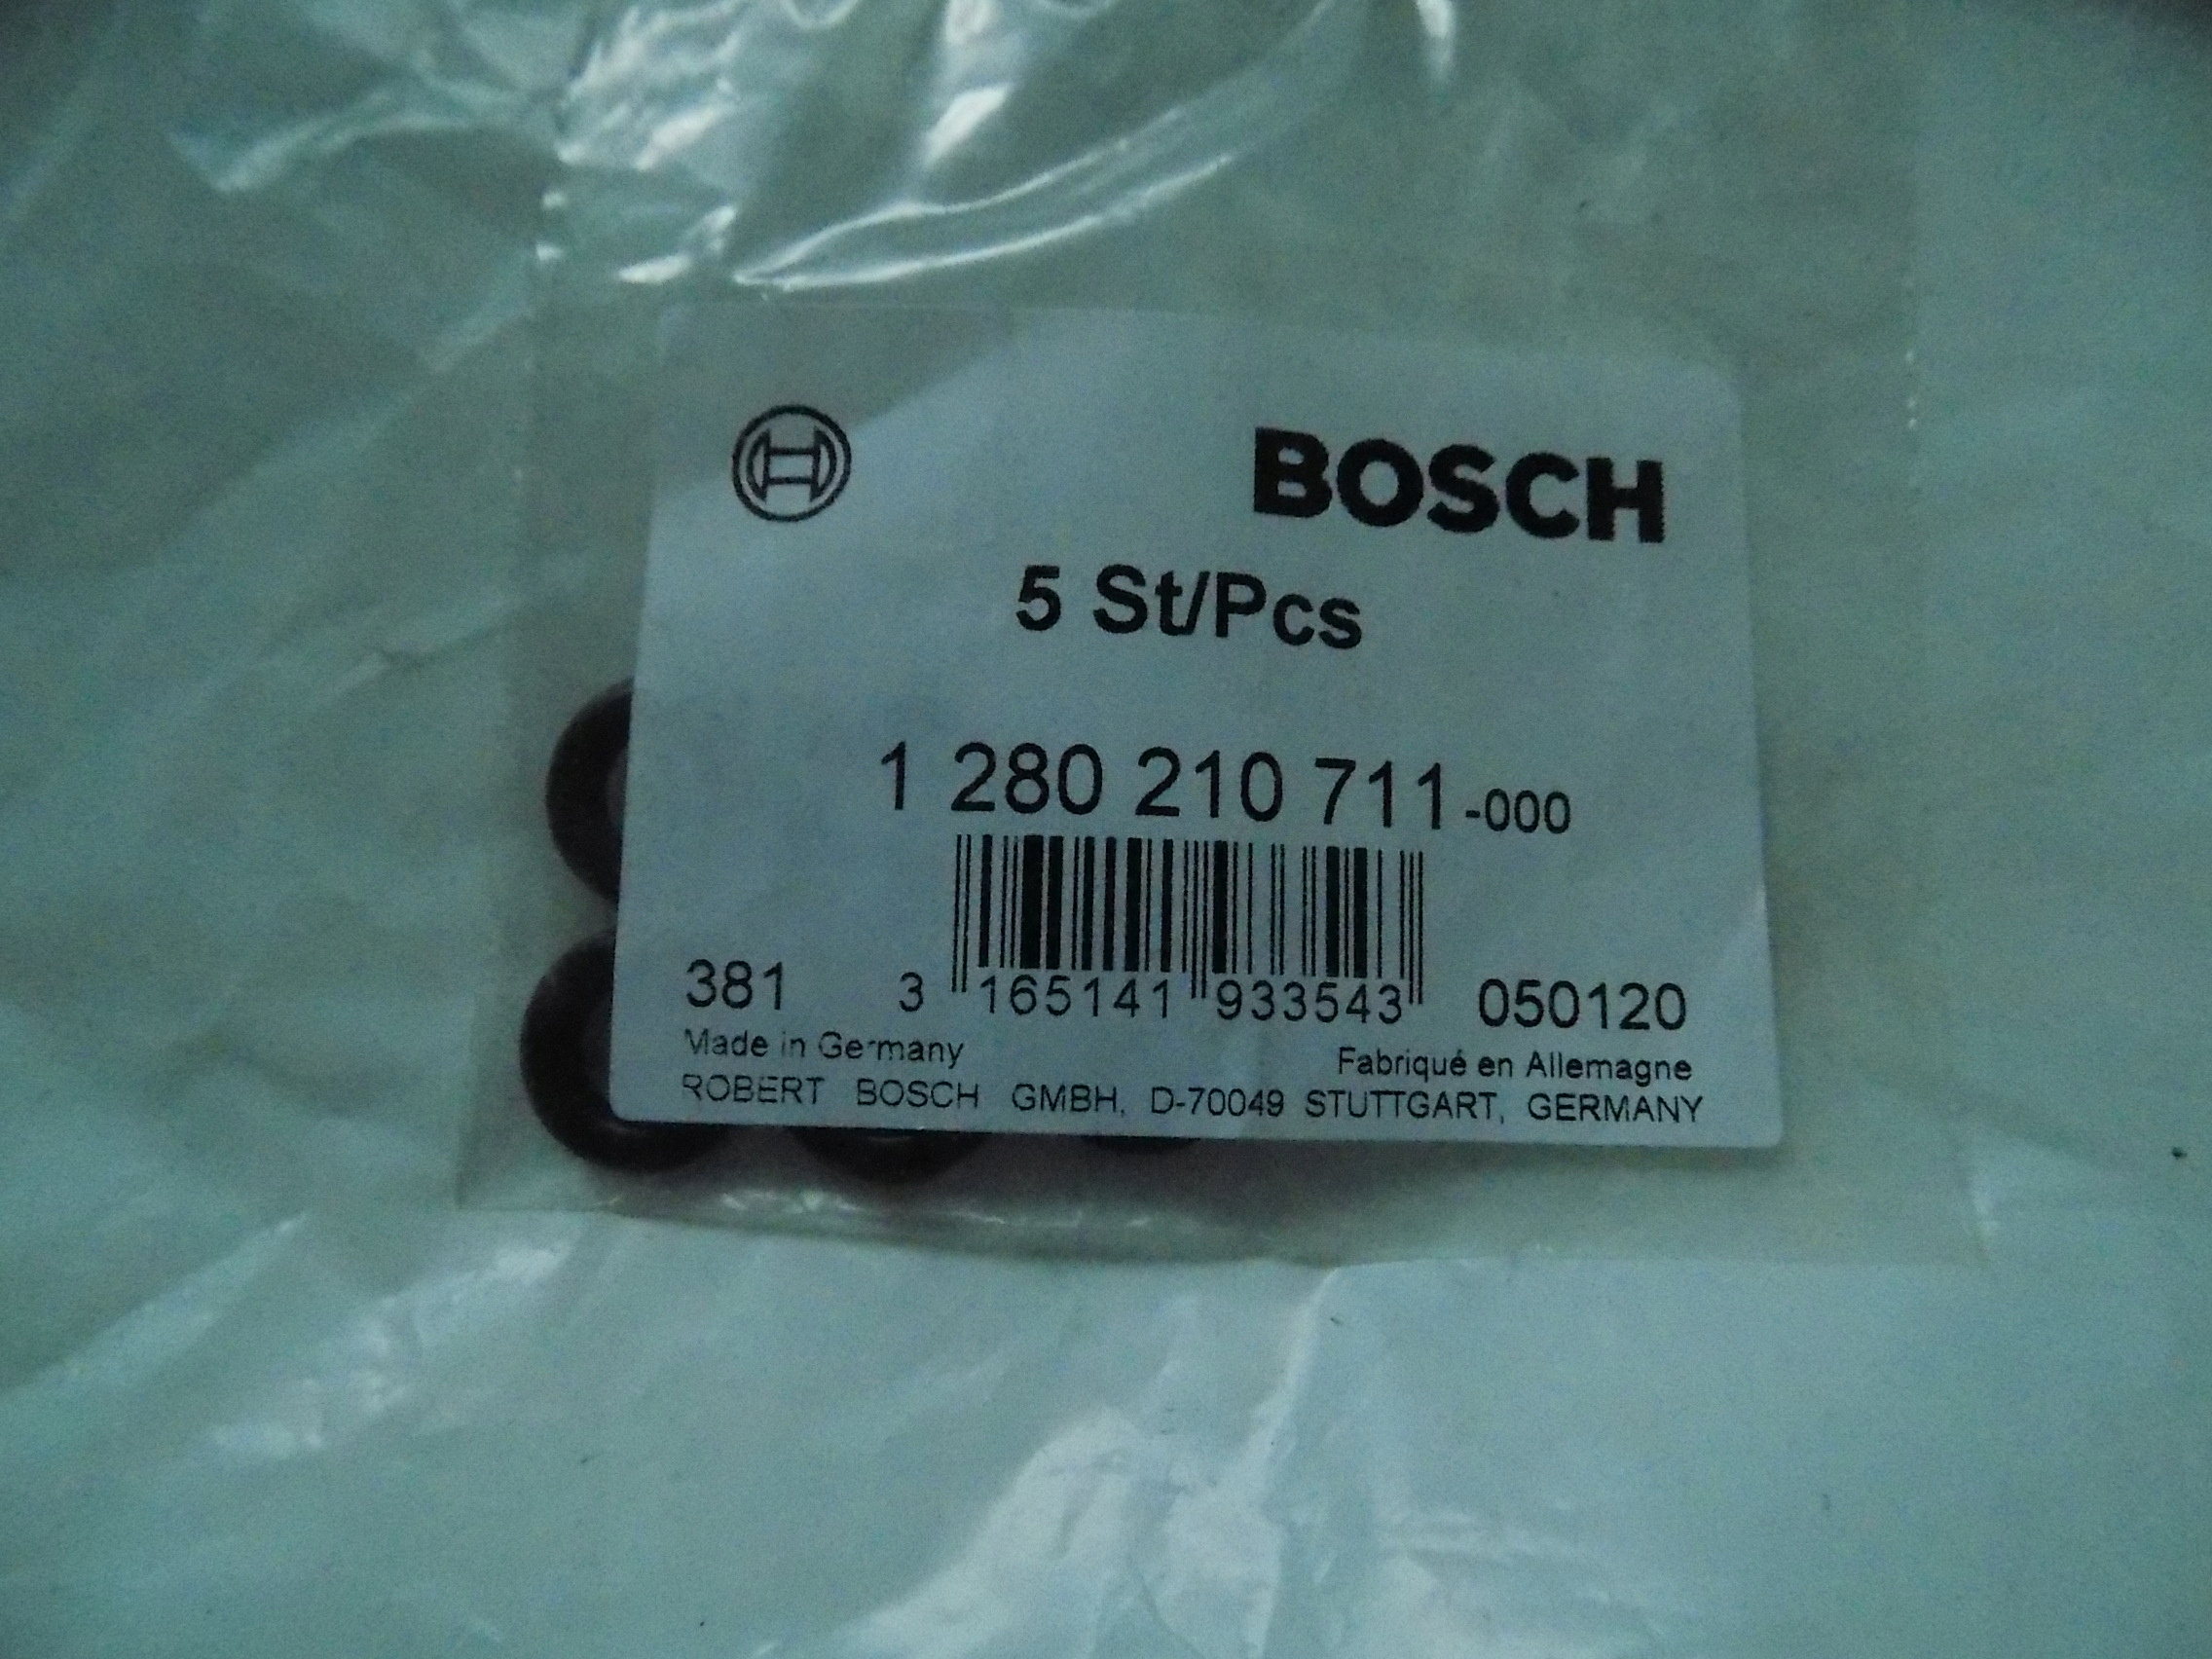 BOSCH
5 St/Pcs
1 280 210 711-000
381 3 165141 933543 050120
Made in Germany Fabriqué en Allemagne
ROBERT BOSCH GMBH, D-70049 STUTTGART, GERMANY